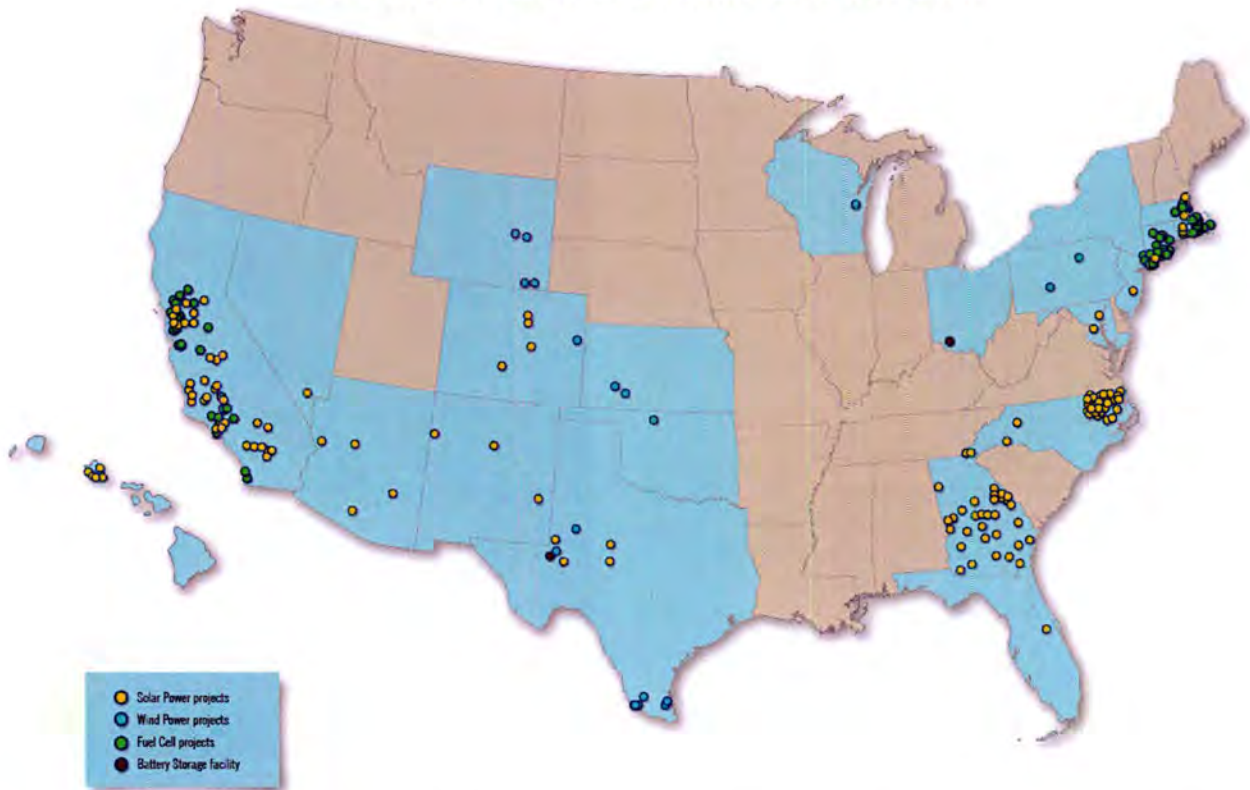 Solar Power projects
Wind Power projects
Fuel Cell projects
Battery Storage facility